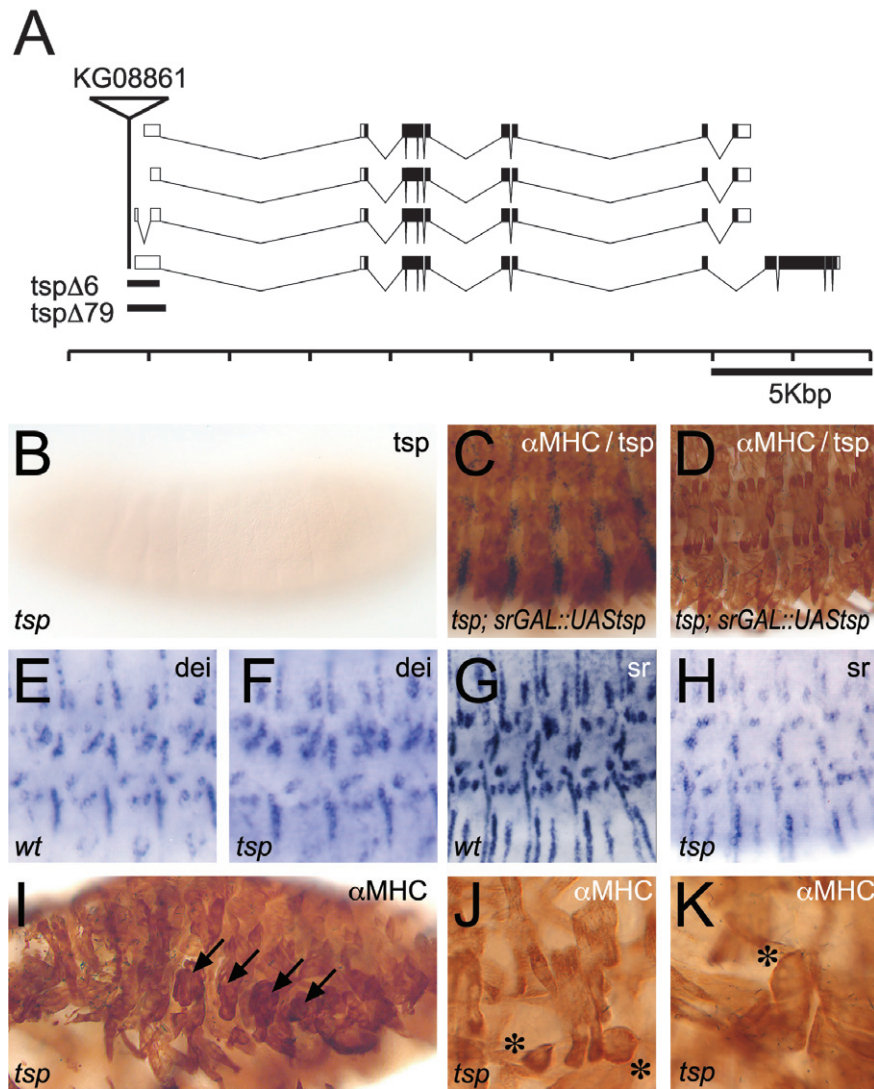 A
KG08861
tspΔ6
tspΔ79
5Kbp
B
tsp
tsp
C
αMHC / tsp
tsp; srGAL::UAStsp
D
αMHC / tsp
tsp; srGAL::UAStsp
E
dei
wt
F
dei
tsp
G
sr
wt
H
sr
tsp
I
αMHC
tsp
J
αMHC
*
*
tsp
K
αMHC
*
tsp